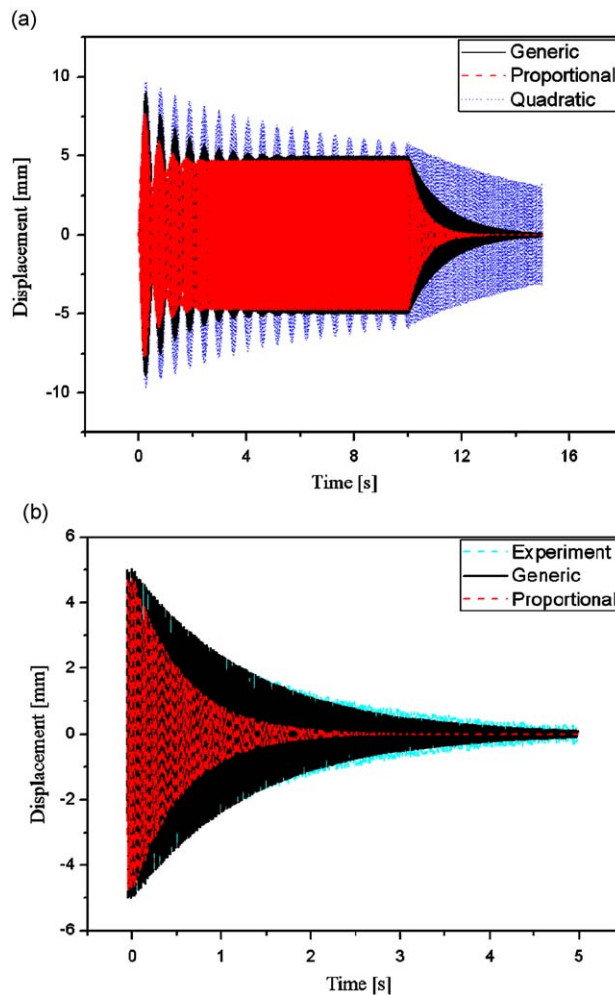 (a)
Generic
Proportional
Quadratic
10
5
0
-5
-10
Displacement [mm]
0
4
8
12
16
Time [s]
(b)
Experiment
Generic
Proportional
6
4
2
0
-2
-4
-6
Displacement [mm]
0
1
2
3
4
5
Time [s]